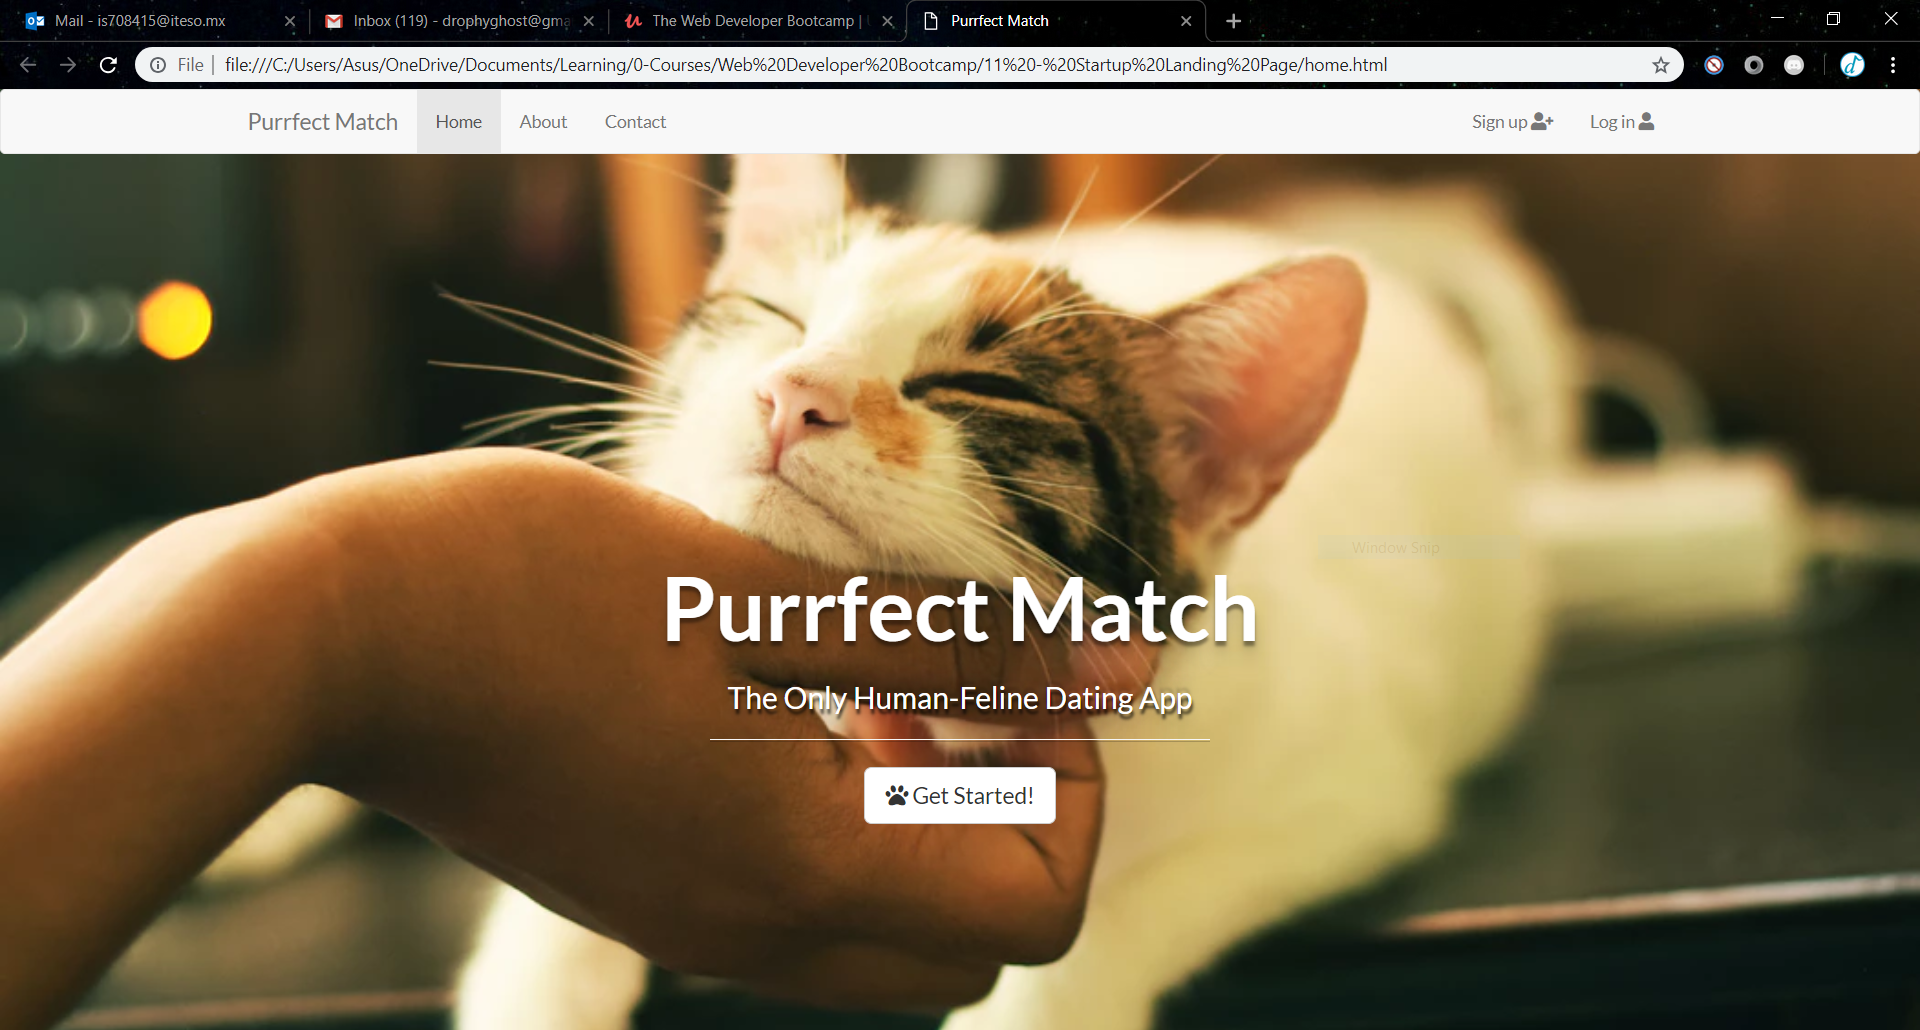 Mail - is708415@iteso.mx
Inbox (119) - drophyghost@gma
The Web Developer Bootcamp |
Purrfect Match
File
file:///C:/Users/Asus/OneDrive/Documents/Learning/0-Courses/Web%20Developer%20Bootcamp/11%20-%20Startup%20Landing%20Page/home.html
Purrfect Match
Home
About
Contact
Sign up
Log in
Window Snip
Purrfect Match
The Only Human-Feline Dating App
Get Started!